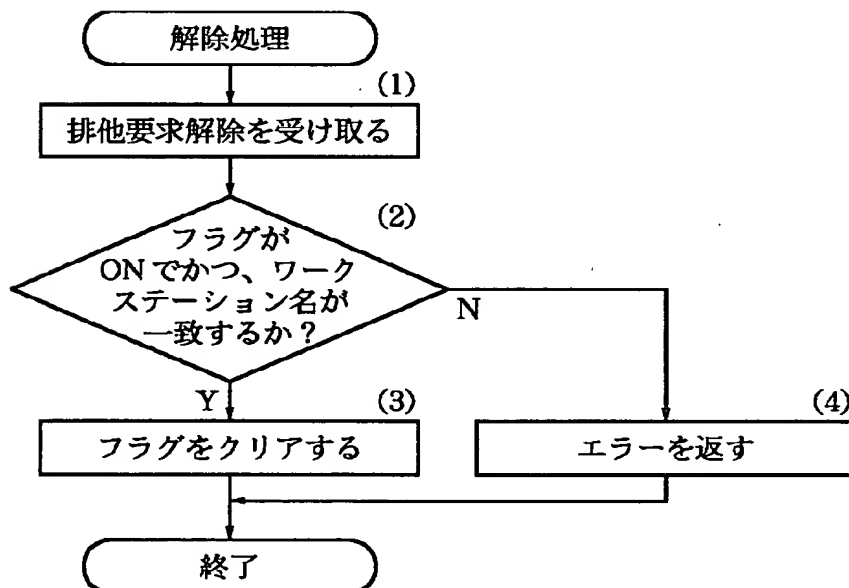 解除処理
(1)
排他要求解除を受け取る
(2)
フラグが
ONでかつ、ワーク
ステーション名が
一致するか？
N
Y
(3)
フラグをクリアする
(4)
エラーを返す
終了